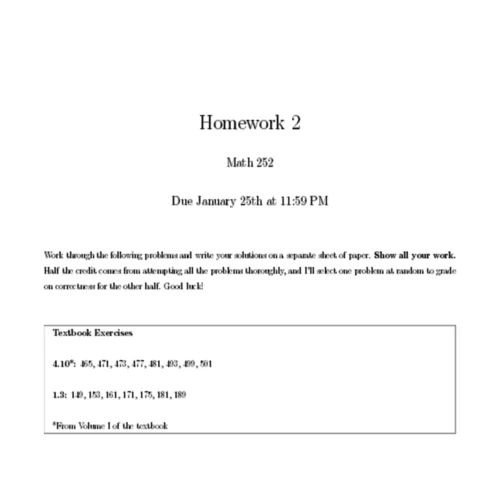 Homework 2
Math 252
Due January 25th at 11:59 PM
Work through the following problems and write your solutions on a separate sheet of paper. Show all your work.
Half the credit comes from attempting all the problems thoroughly, and I'll select one problem at random to grade
on correctness for the other half. Good luck!
Textbook Exercises
4.10*: 465, 471, 473, 477, 481, 493, 499, 501
1.3: 149, 153, 161, 171, 175, 181, 189
*From Volume I of the textbook